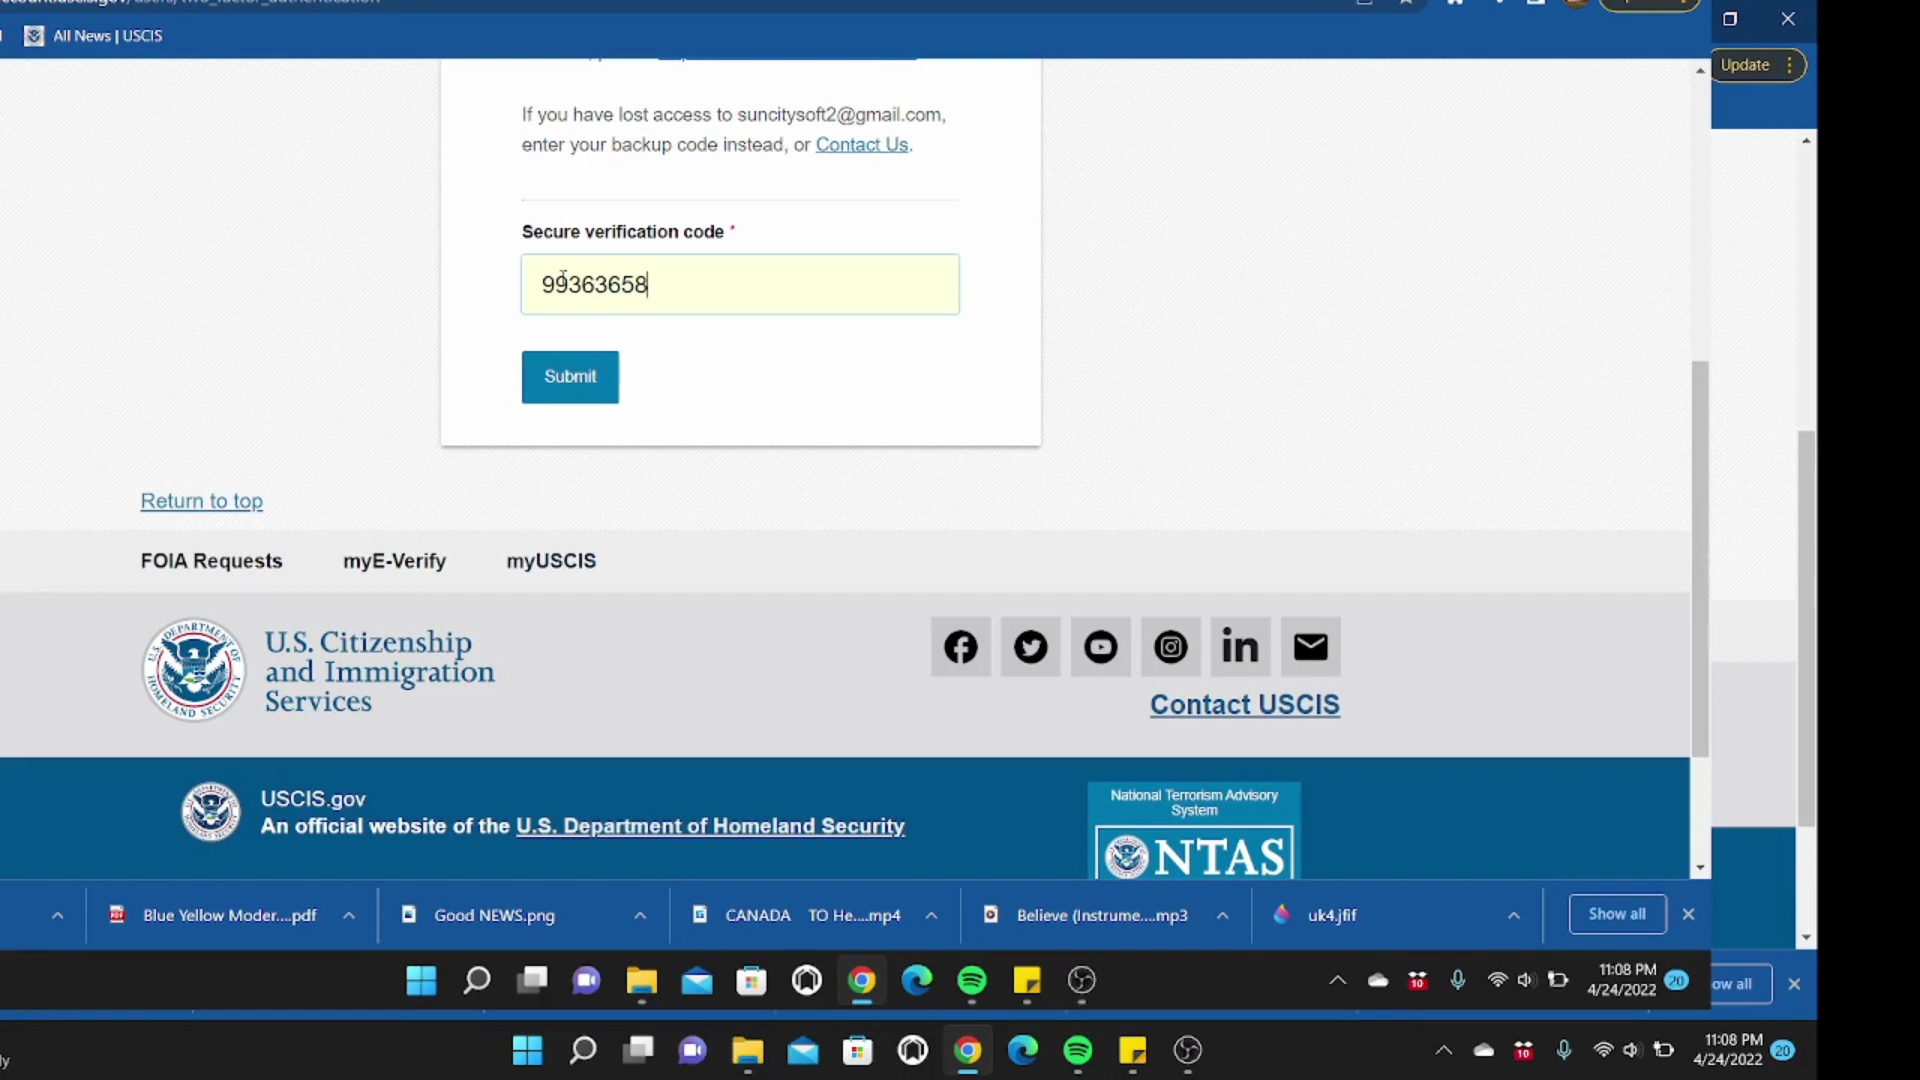 All News | USCIS
Update
If you have lost access to suncitysoft2@gmail.com,
enter your backup code instead, or Contact Us.
Secure verification code *
99363658
Submit
Return to top
FOIA Requests myE-Verify myUSCIS
U.S. Citizenship
and Immigration
Services
Contact USCIS
USCIS.gov
An official website of the U.S. Department of Homeland Security
National Terrorism Advisory
System
NTAS
Blue Yellow Moder....pdf Good NEWS.png CANADA TO He....mp4 Believe (Instrume....mp3 uk4.jfif Show all
11:08 PM
4/24/2022 20
ow all
11:08 PM
4/24/2022 20